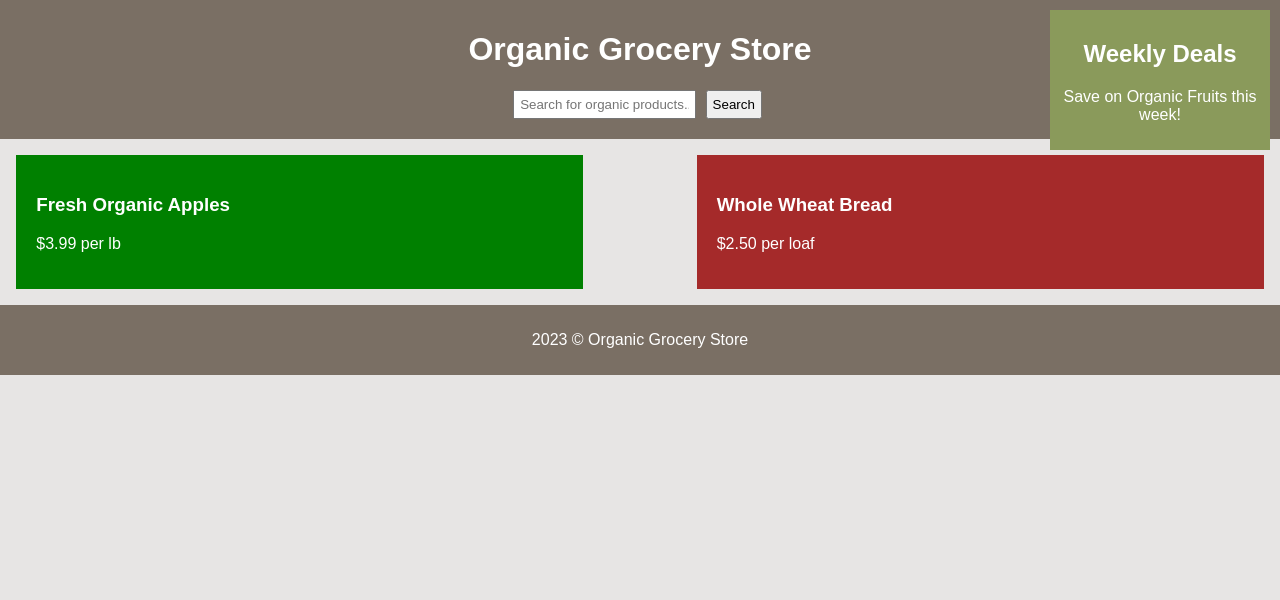 Organic Grocery Store
Search for organic products.
Search
Weekly Deals
Save on Organic Fruits this
week!
Fresh Organic Apples
$3.99 per lb
Whole Wheat Bread
$2.50 per loaf
2023 © Organic Grocery Store